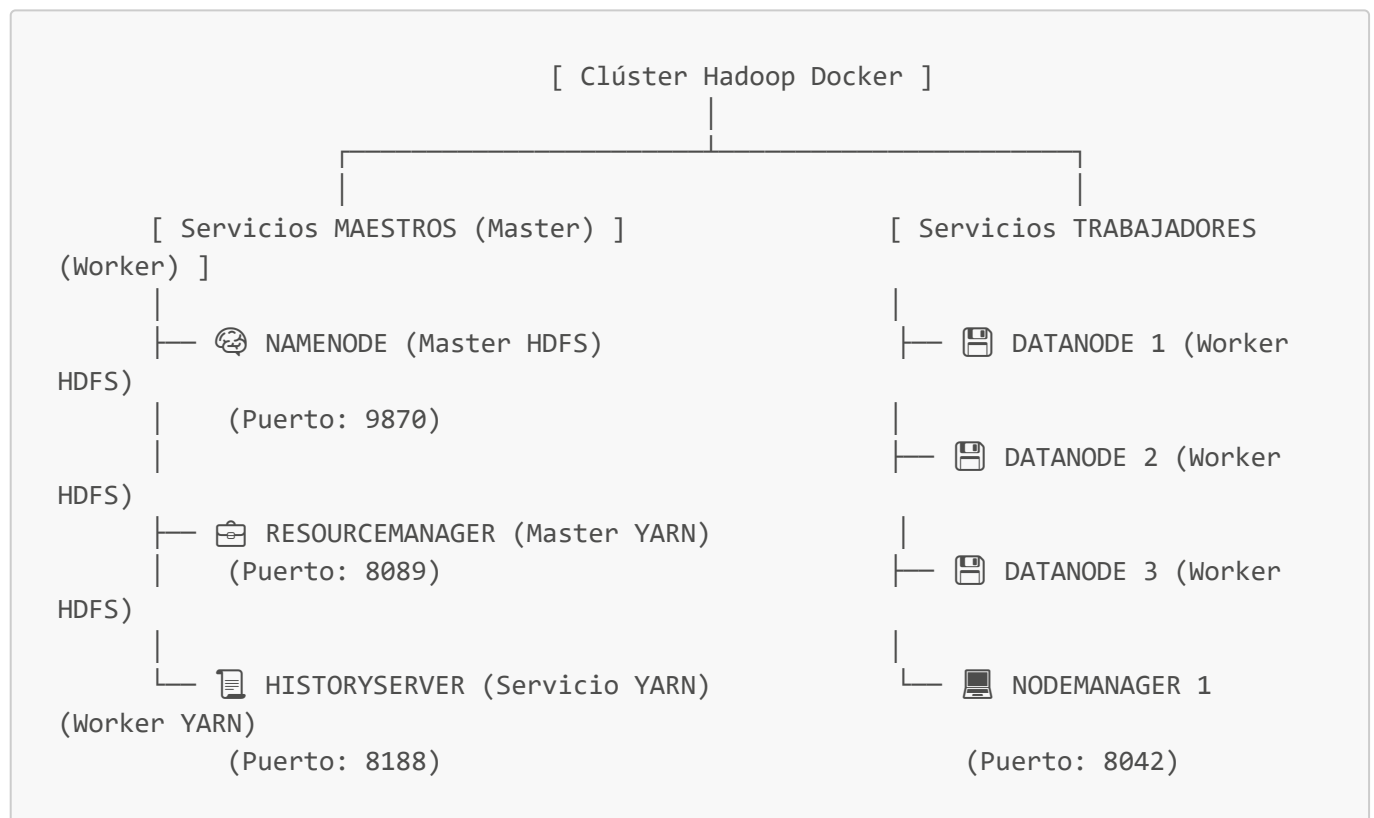 [ Clúster Hadoop Docker ]
[ Servicios MAESTROS (Master) ] [ Servicios TRABAJADORES
(Worker) ]
NAMENODE (Master HDFS) DATANODE 1 (Worker
HDFS)
(Puerto: 9870)
DATANODE 2 (Worker
HDFS)
RESOURCEMANAGER (Master YARN)
(Puerto: 8089) DATANODE 3 (Worker
HDFS)
HISTORYSERVER (Servicio YARN) NODEMANAGER 1
(Worker YARN)
(Puerto: 8188) (Puerto: 8042)